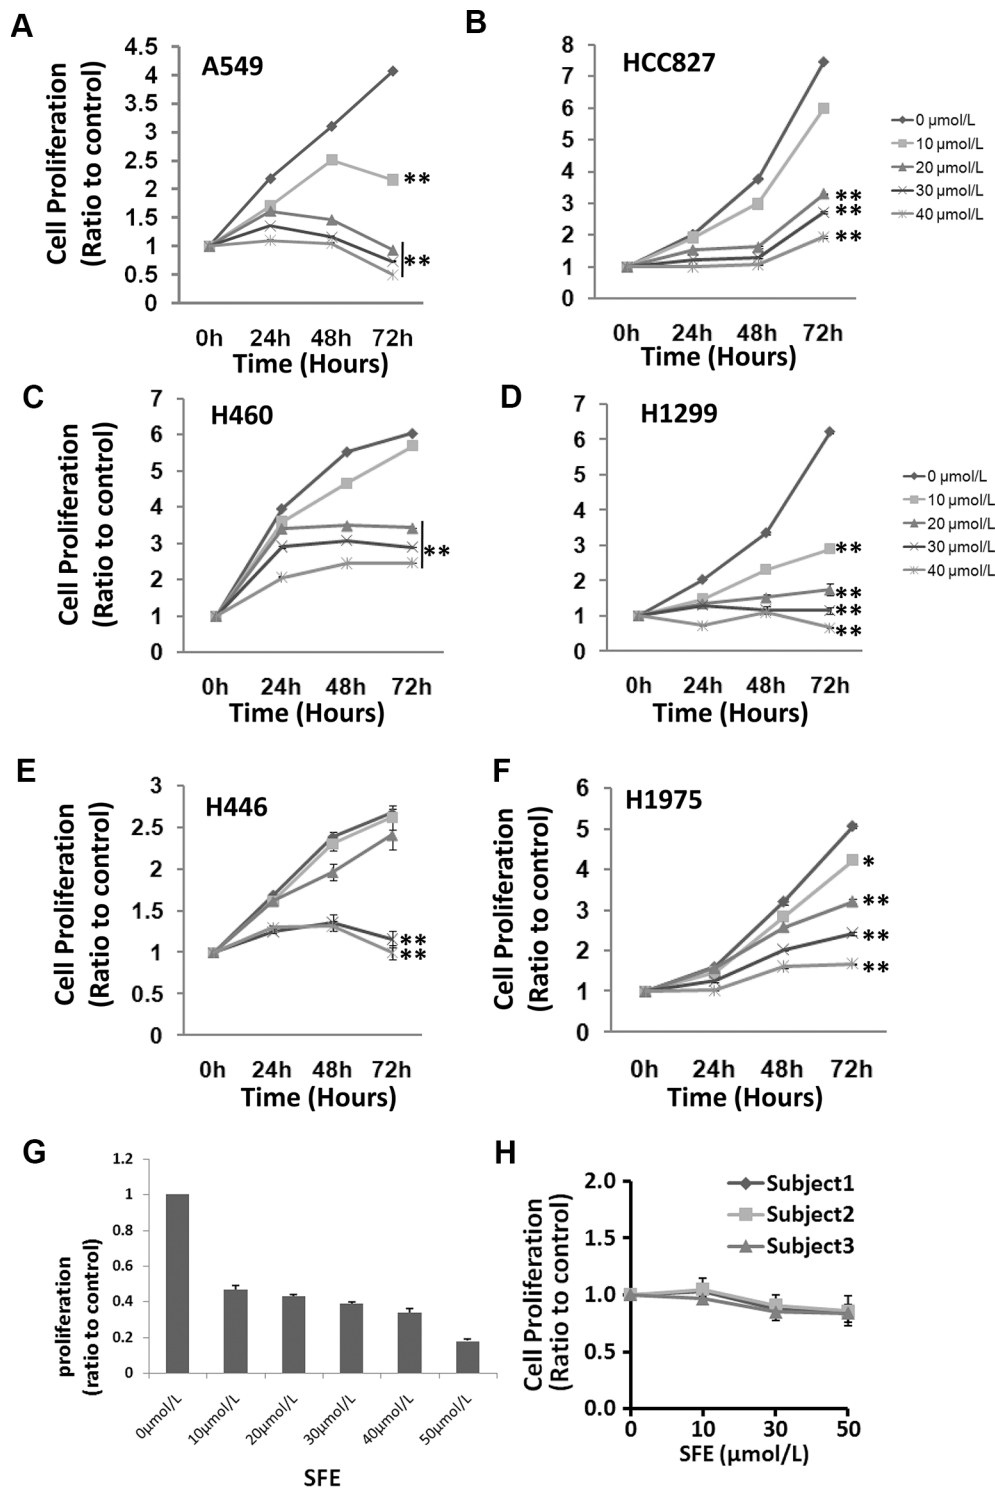 A
A549
Cell Proliferation
(Ratio to control)
4.5
4
3.5
3
2.5
2
1.5
1
0.5
0
**
**
0h 24h 48h 72h
Time (Hours)
B
HCC827
8
7
6
5
4
3
2
1
0
**
**
**
0h 24h 48h 72h
Time (Hours)
0 µmol/L
10 µmol/L
20 µmol/L
30 µmol/L
40 µmol/L
C
H460
Cell Proliferation
(Ratio to control)
7
6
5
4
3
2
1
0
**
0h 24h 48h 72h
Time (Hours)
D
H1299
7
6
5
4
3
2
1
0
**
**
**
**
0h 24h 48h 72h
Time (Hours)
0 µmol/L
10 µmol/L
20 µmol/L
30 µmol/L
40 µmol/L
E
H446
Cell Proliferation
(Ratio to control)
3
2.5
2
1.5
1
0.5
0
**
**
0h 24h 48h 72h
Time (Hours)
F
H1975
Cell Proliferation
(Ratio to control)
6
5
4
3
2
1
0
*
**
**
**
0h 24h 48h 72h
Time (Hours)
G
proliferation
(ratio to control)
1.2
1
0.8
0.6
0.4
0.2
0
0µmol/L 10µmol/L 20µmol/L 30µmol/L 40µmol/L 50µmol/L
SFE
H
Cell Proliferation
(Ratio to control)
2.0
1.5
1.0
0.5
0.0
Subject1
Subject2
Subject3
0 10 30 50
SFE (µmol/L)